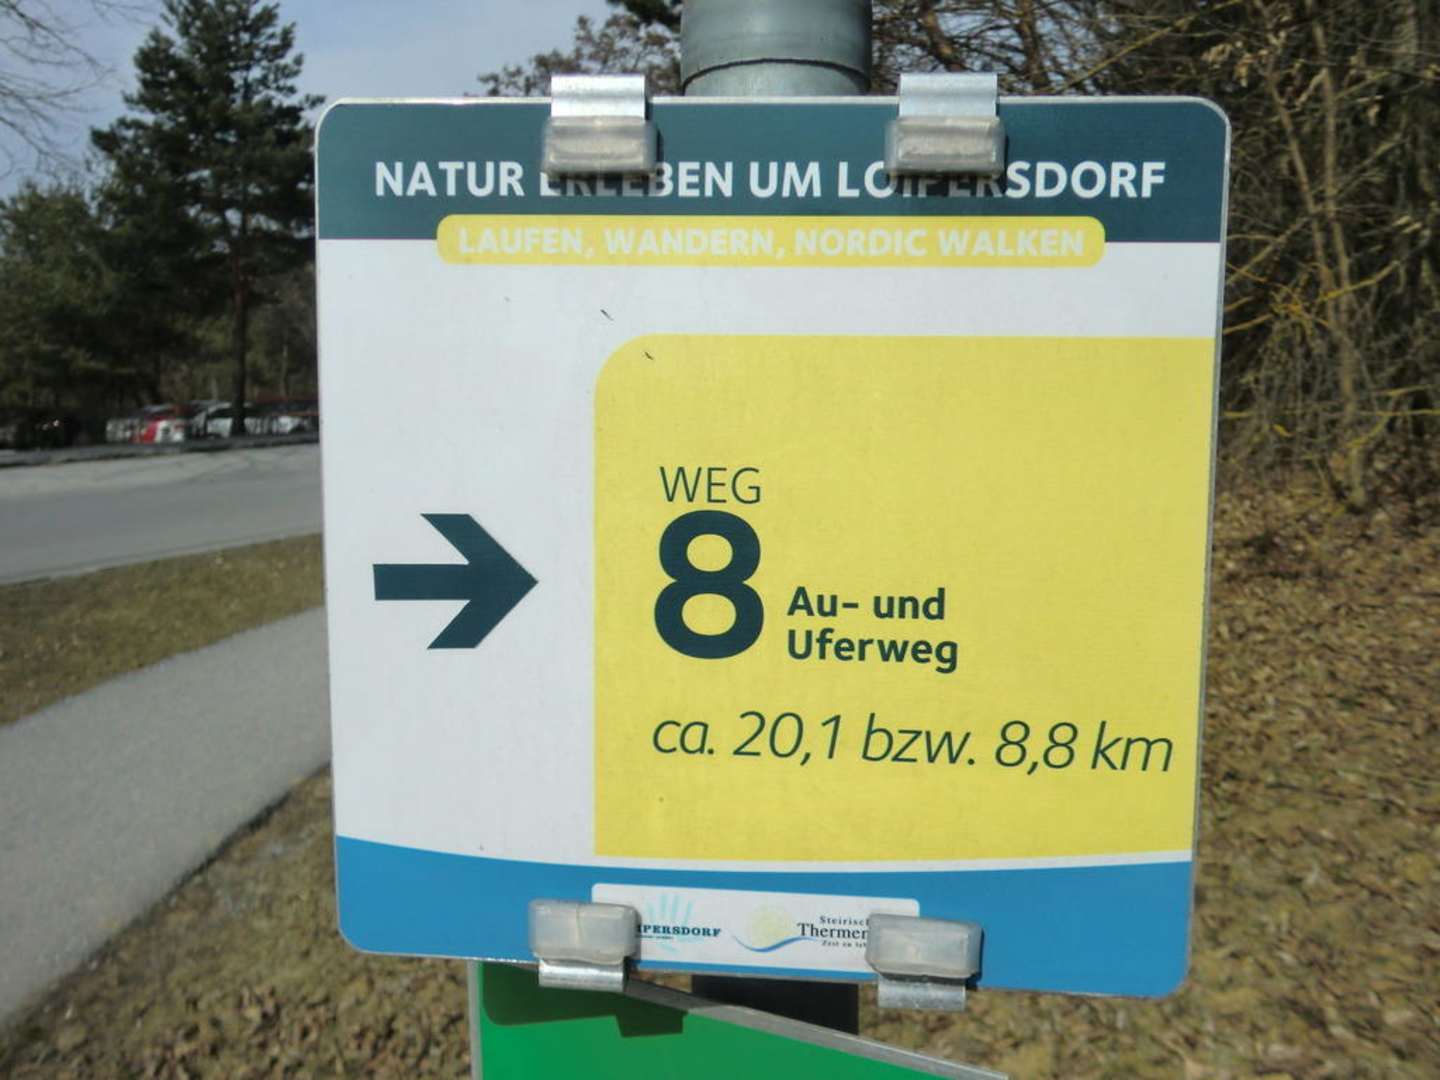 NATUR ERLEBEN UM LOIPERSDORF
LAUFEN, WANDERN, NORDIC WALKEN
WEG
8
Au- und
Uferweg
ca. 20,1 bzw. 8,8 km